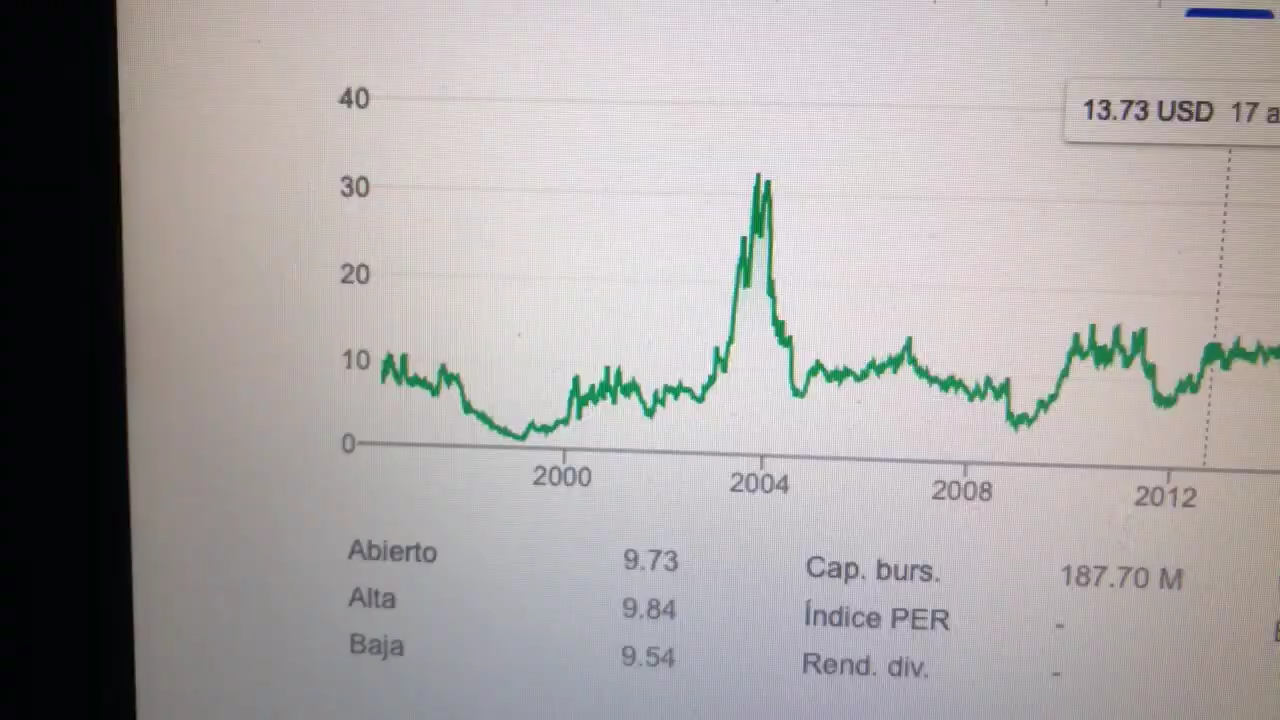 40
13.73 USD 17 a
30
20
10
0
2000 2004 2008 2012
Abierto 9.73 Cap. burs. 187.70 M
Alta 9.84 Índice PER -
Baja 9.54 Rend. div. -